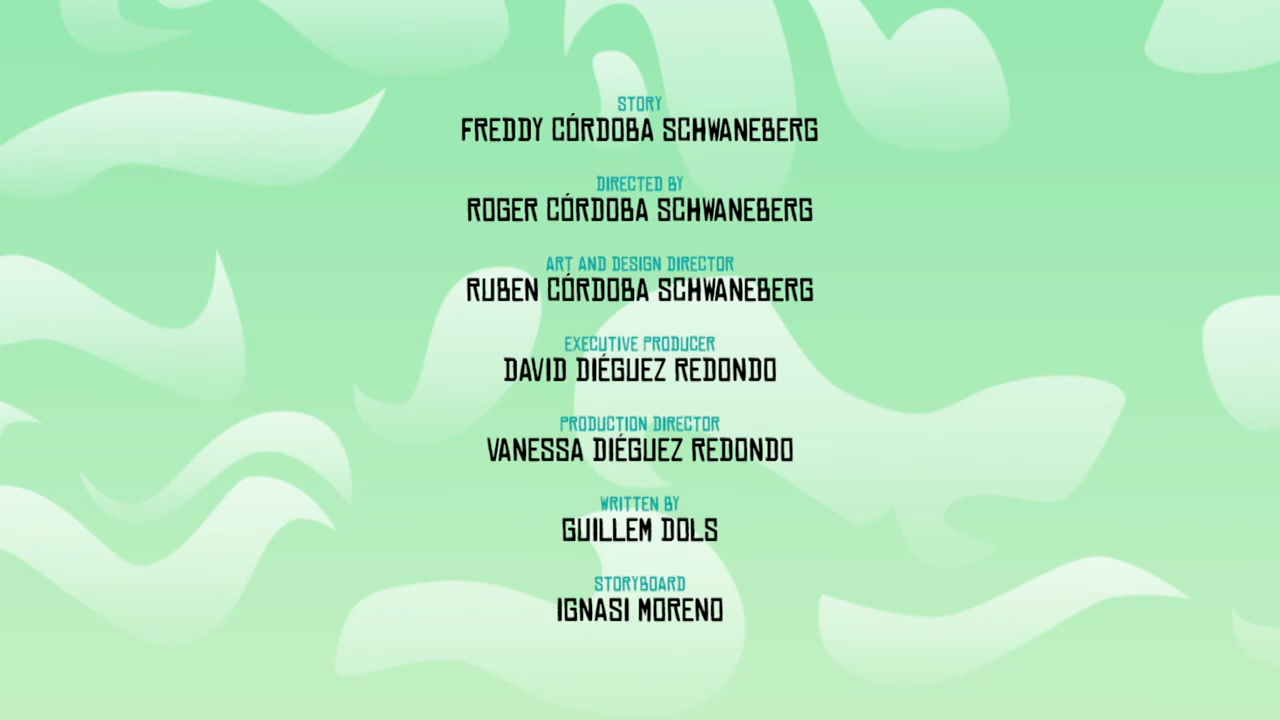 STORY
FREDDY CÓRDOBA SCHWANEBERG
DIRECTED BY
ROGER CÓRDOBA SCHWANEBERG
ART AND DESIGN DIRECTOR
RUBEN CÓRDOBA SCHWANEBERG
EXECUTIVE PRODUCER
DAVID DIÉGUEZ REDONDO
PRODUCTION DIRECTOR
VANESSA DIÉGUEZ REDONDO
WRITTEN BY
GUILLEM DOLS
STORYBOARD
IGNASI MORENO